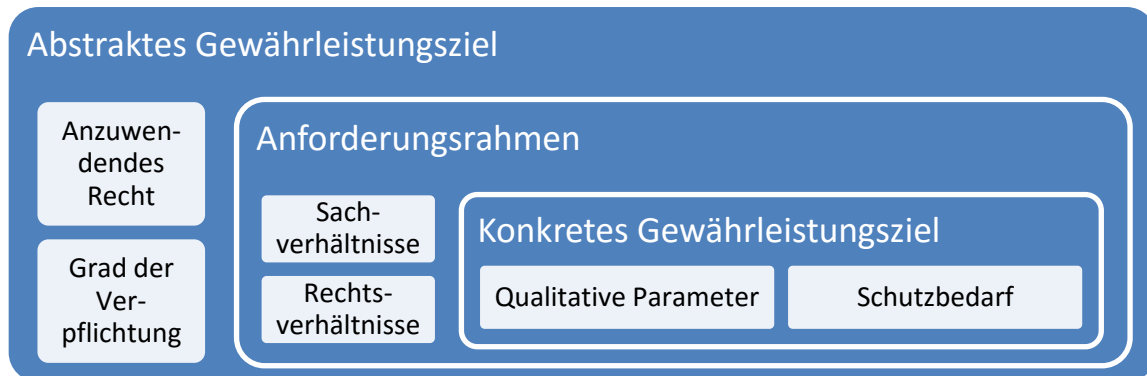 Abstraktes Gewährleistungsziel
Anzuwen-
dendes
Recht
Grad der
Ver-
pflichtung
Anforderungsrahmen
Sach-
verhältnisse
Rechts-
verhältnisse
Konkretes Gewährleistungsziel
Qualitative Parameter
Schutzbedarf